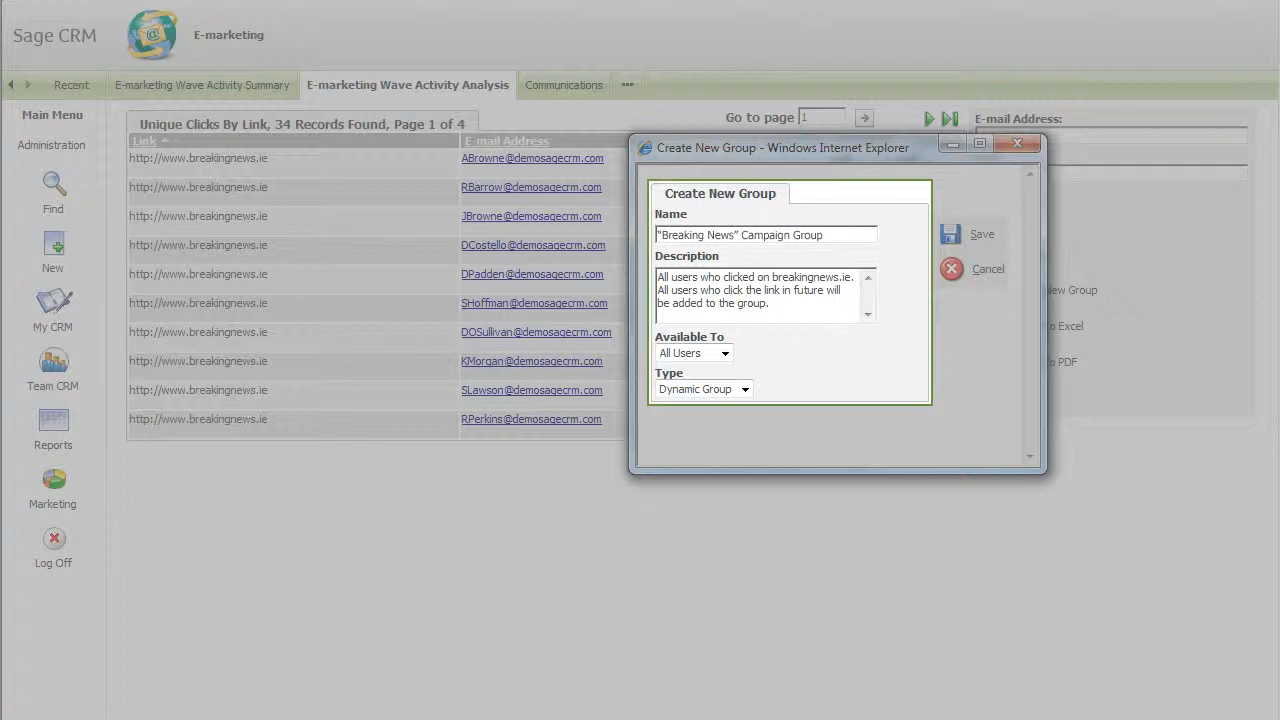 Sage CRM
E-marketing
Recent
E-marketing Wave Activity Summary
E-marketing Wave Activity Analysis
Communications
Main Menu
Administration
Find
New
My CRM
Team CRM
Reports
Marketing
Log Off
Unique Clicks By Link, 34 Records Found, Page 1 of 4
Go to page 1
E-mail Address:
Link E-mail Address
http://www.breakingnews.ie ABrowne@demosagecrm.com
http://www.breakingnews.ie RBarrow@demosagecrm.com
http://www.breakingnews.ie JBrowne@demosagecrm.com
http://www.breakingnews.ie DCostello@demosagecrm.com
http://www.breakingnews.ie DPadden@demosagecrm.com
http://www.breakingnews.ie SHoffman@demosagecrm.com
http://www.breakingnews.ie DOSullivan@demosagecrm.com
http://www.breakingnews.ie KMorgan@demosagecrm.com
http://www.breakingnews.ie SLawson@demosagecrm.com
http://www.breakingnews.ie RPerkins@demosagecrm.com
Create New Group - Windows Internet Explorer
Create New Group
Name
"Breaking News" Campaign Group
Description
All users who clicked on breakingnews.ie.
All users who click the link in future will
be added to the group.
Available To
All Users
Type
Dynamic Group
Save
Cancel
New Group
to Excel
to PDF